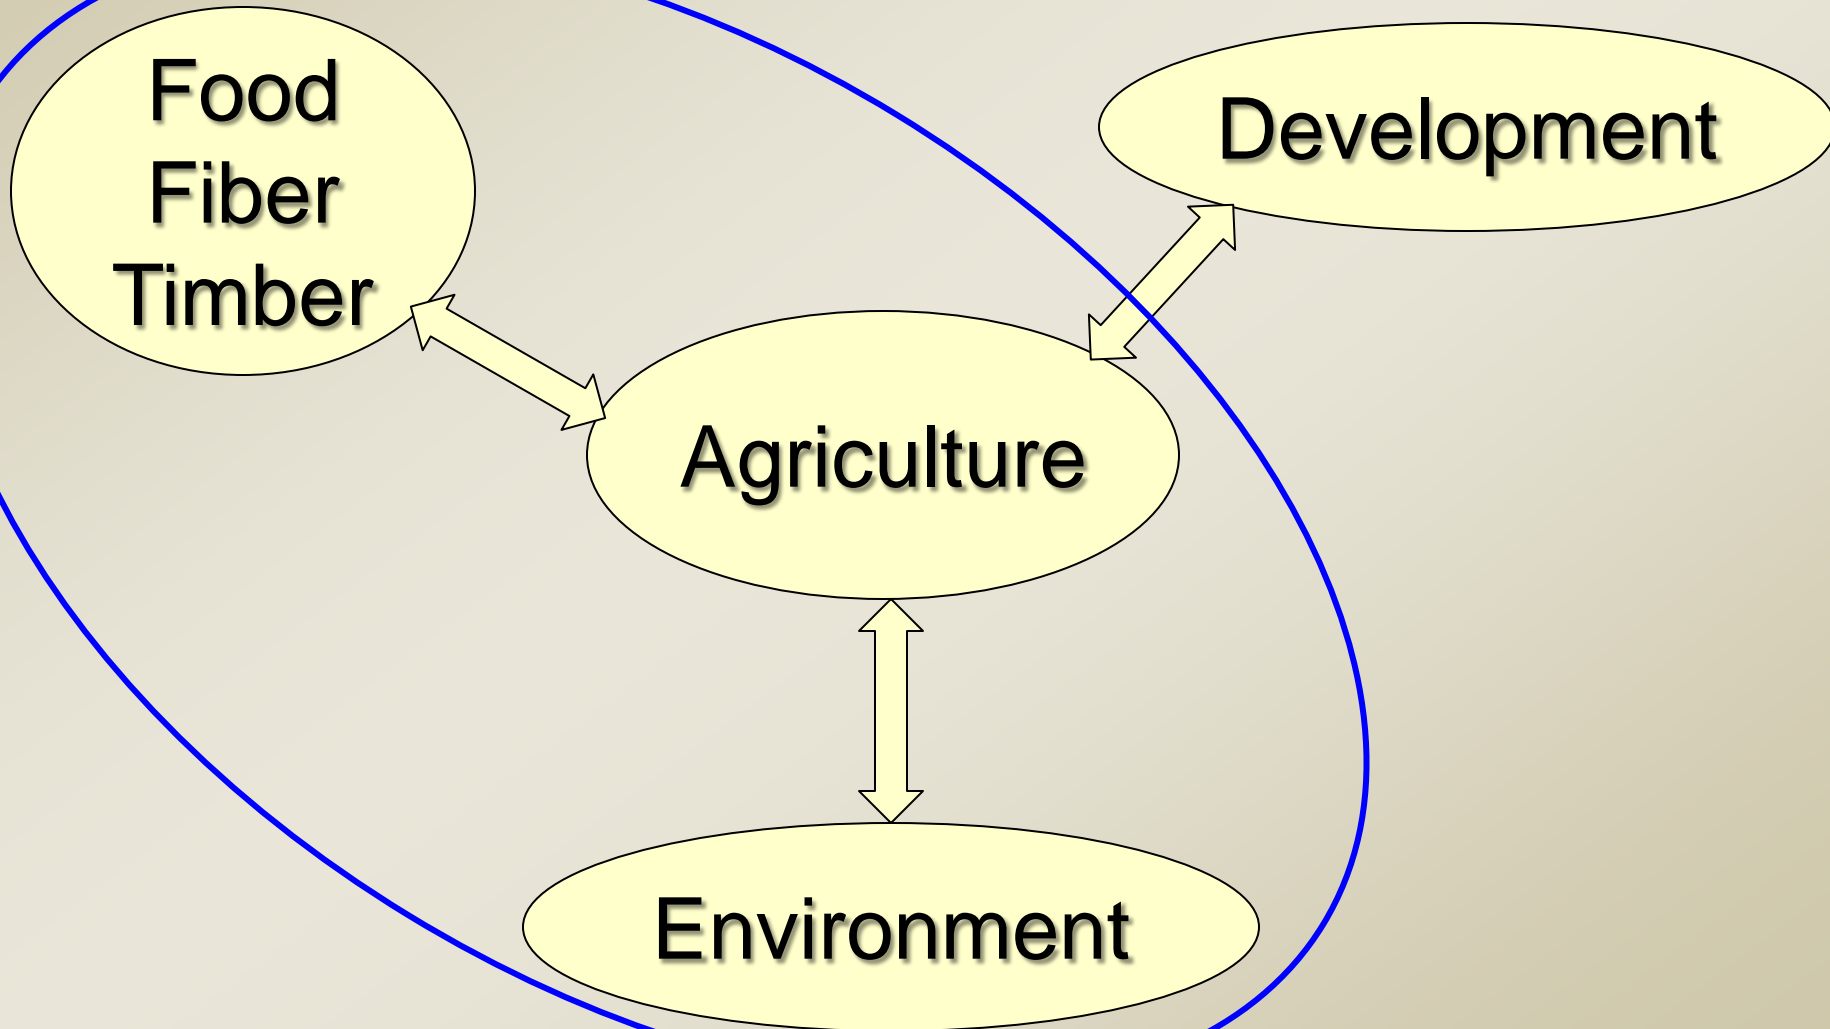 Food
Fiber
Timber
Development
Agriculture
Environment